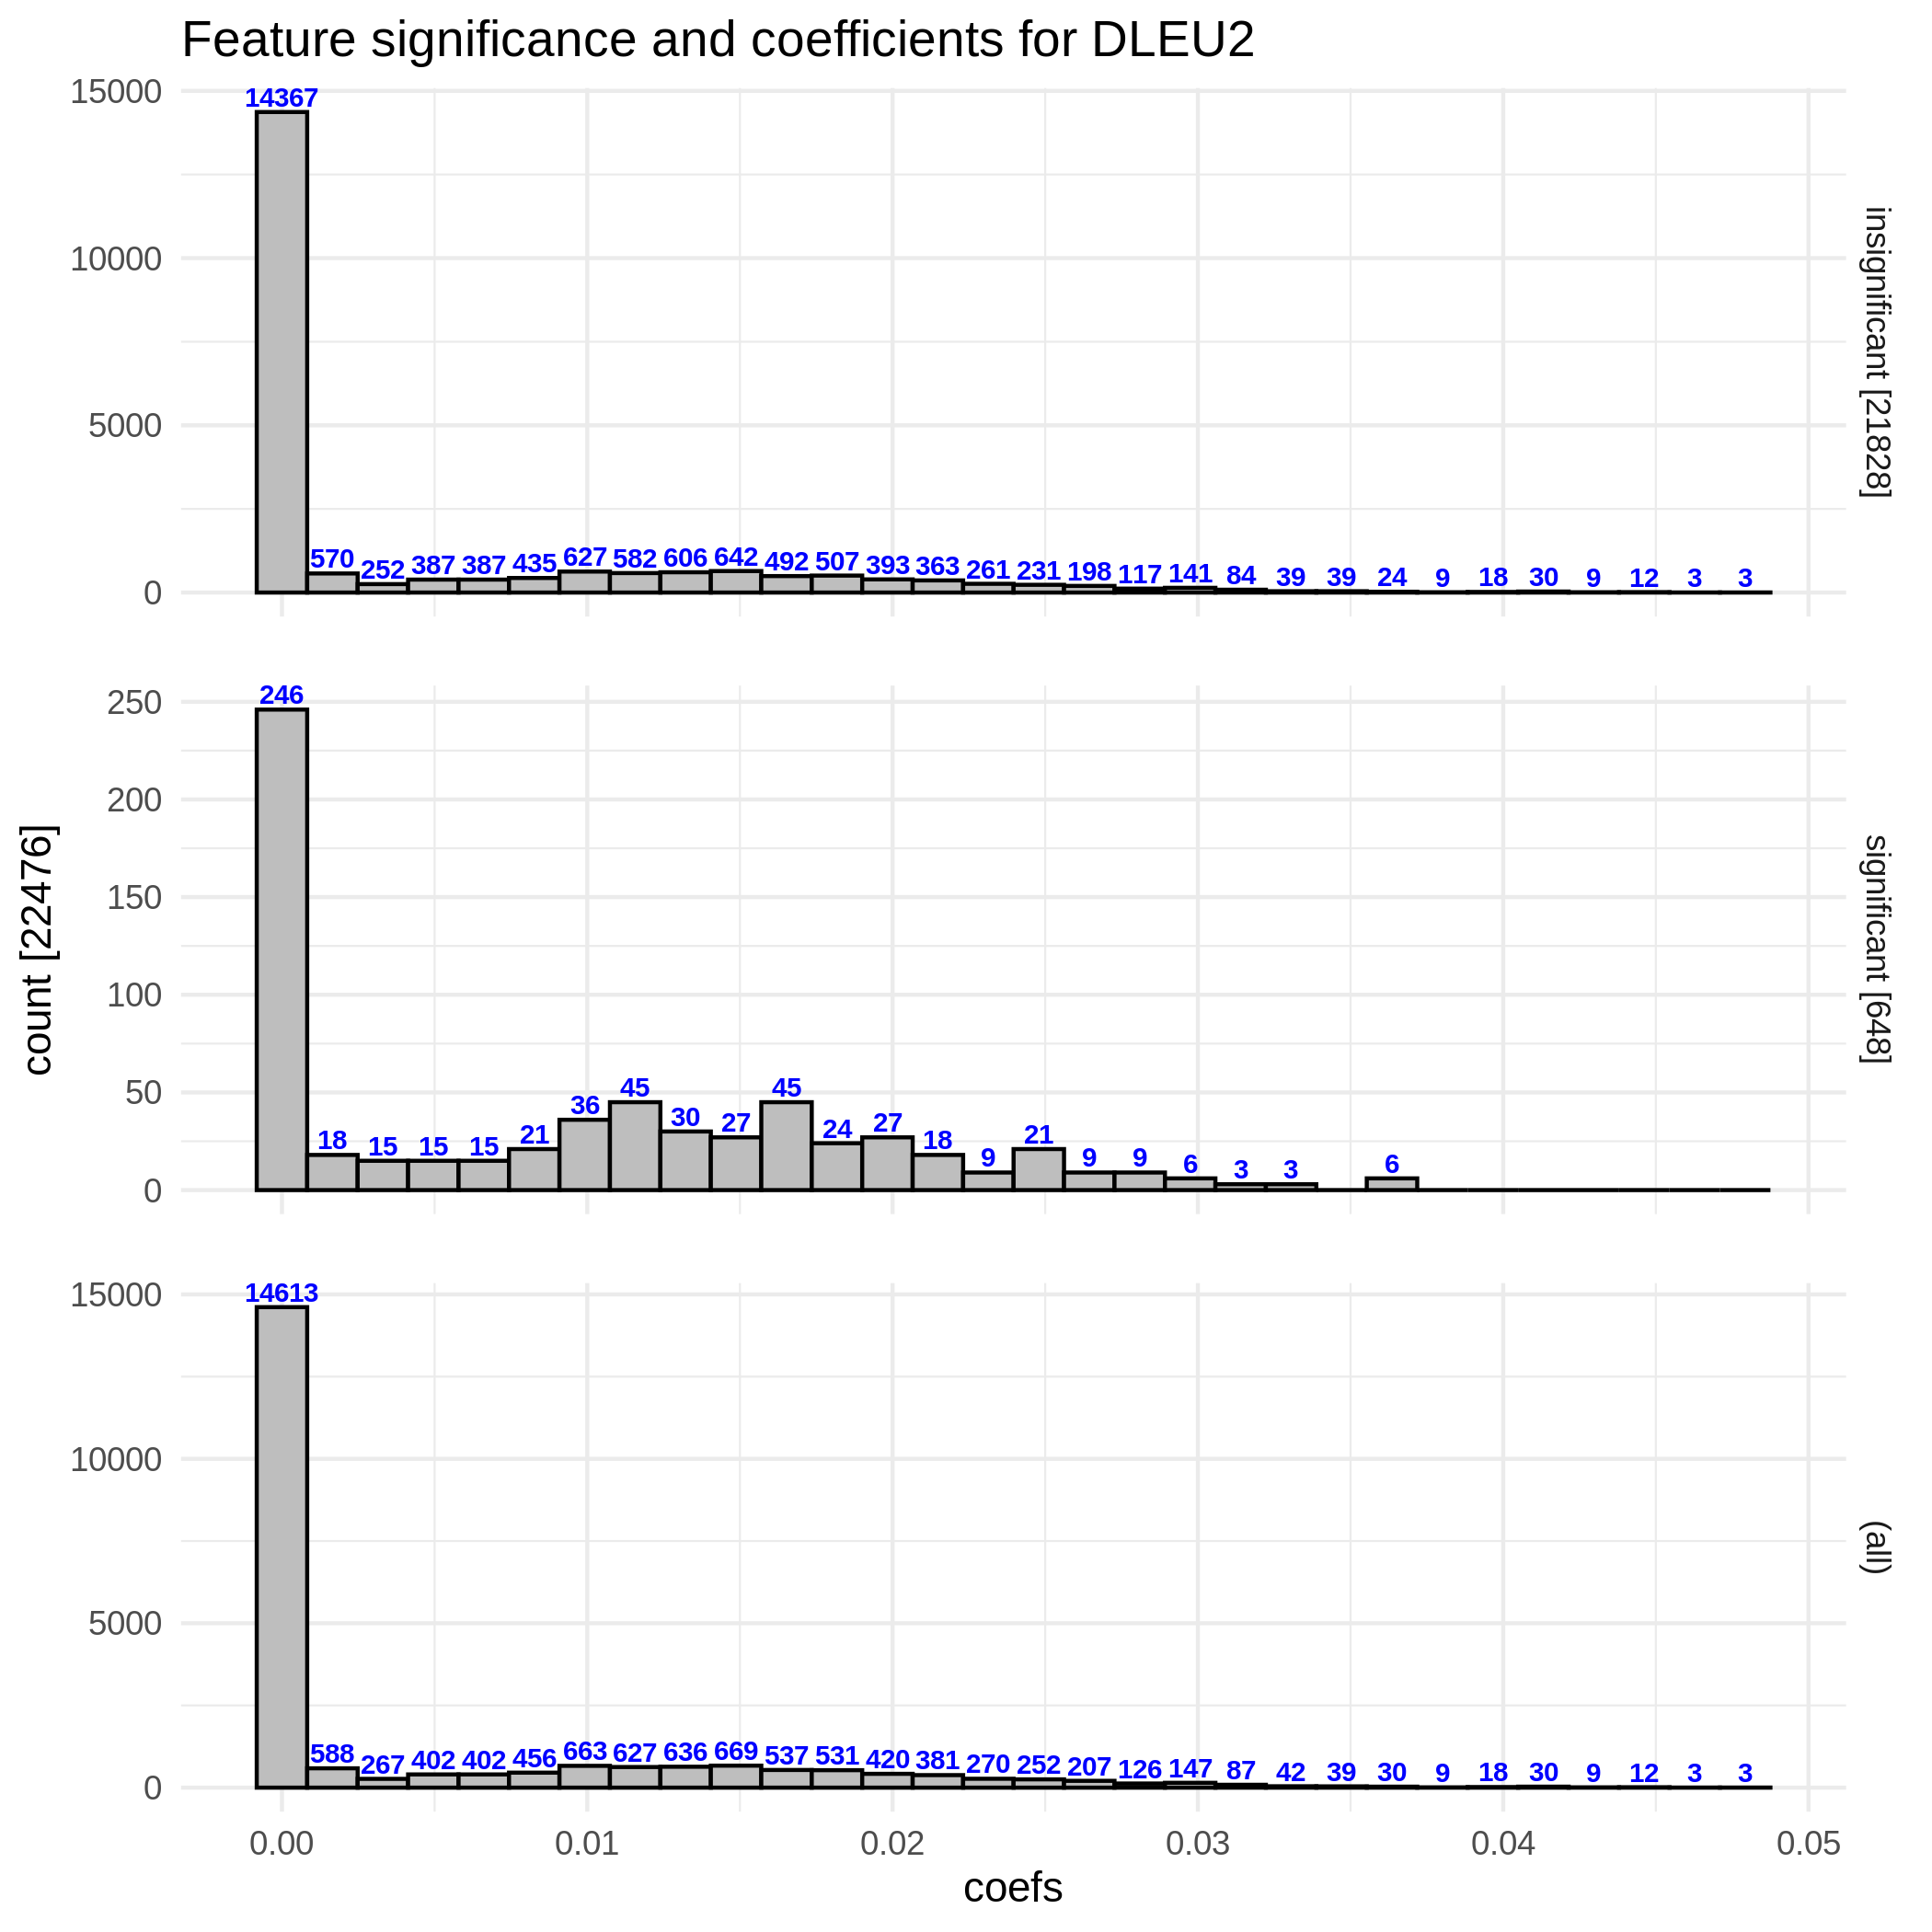 Feature significance and coefficients for DLEU2
15000
10000
5000
0
14367
570 252 387 387 435 627 582 606 642 492 507 393 363 261 231 198 117 141 84 39 39 24 9 18 30 9 12 3 3
insignificant [21828]
count [22476]
250
200
150
100
50
0
246
18 15 15 15 21 36 45 30 27 45 24 27 18 9 21 9 9 6 3 3 6
significant [648]
15000
10000
5000
0
14613
588 267 402 402 456 663 627 636 669 537 531 420 381 270 252 207 126 147 87 42 39 30 9 18 30 9 12 3 3
(all)
0.00 0.01 0.02 0.03 0.04 0.05
coefs